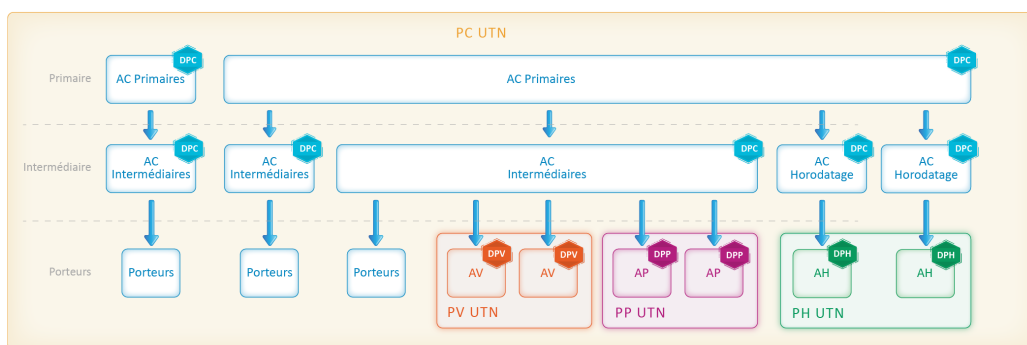 PC UTN
DPC
DPC
Primaire
AC Primaires
AC Primaires
DPC
DPC
DPC
DPC
DPC
Intermédiaire
AC
Intermédiaires
AC
Intermédiaires
AC
Intermédiaires
AC
Horodatage
AC
Horodatage
DPV
DPV
DPP
DPP
DPH
DPH
Porteurs
Porteurs
Porteurs
Porteurs
AV
AV
AP
AP
AH
AH
PV UTN
PP UTN
PH UTN